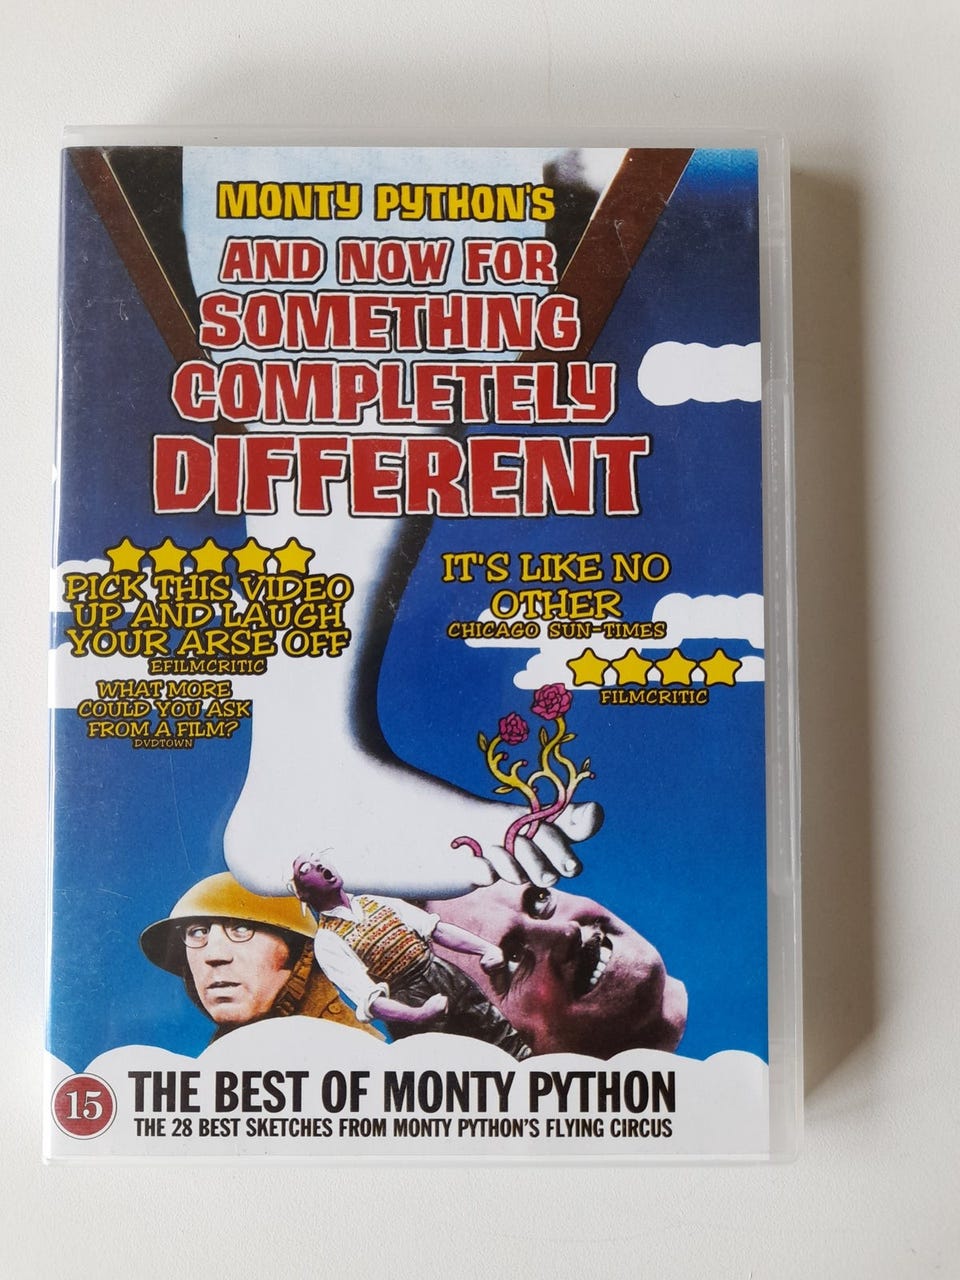 MONTY PYTHON'S
AND NOW FOR
SOMETHING
COMPLETELY
DIFFERENT
PICK THIS VIDEO
UP AND LAUGH
YOUR ARSE OFF
EFILMCRITIC
WHAT MORE
COULD YOU ASK
FROM A FILM?
DVDTOWN
IT'S LIKE NO
OTHER
CHICAGO SUN-TIMES
FILMCRITIC
15
THE BEST OF MONTY PYTHON
THE 28 BEST SKETCHES FROM MONTY PYTHON'S FLYING CIRCUS